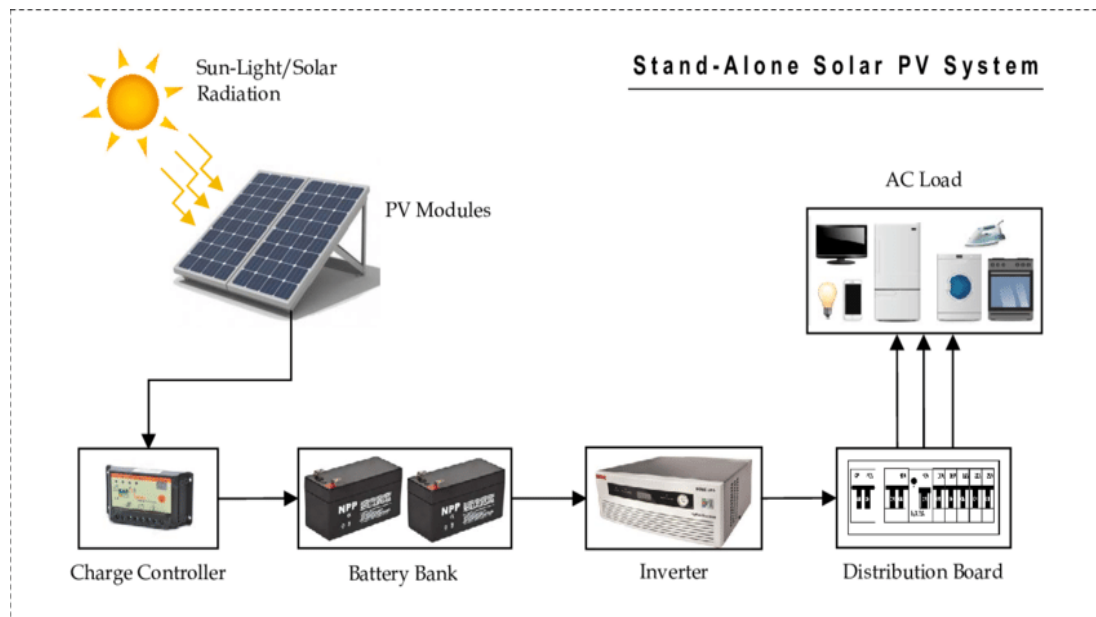 Stand-Alone Solar PV System
Sun-Light/Solar
Radiation
PV Modules
AC Load
NPP
NPP
Charge Controller
Battery Bank
Inverter
Distribution Board